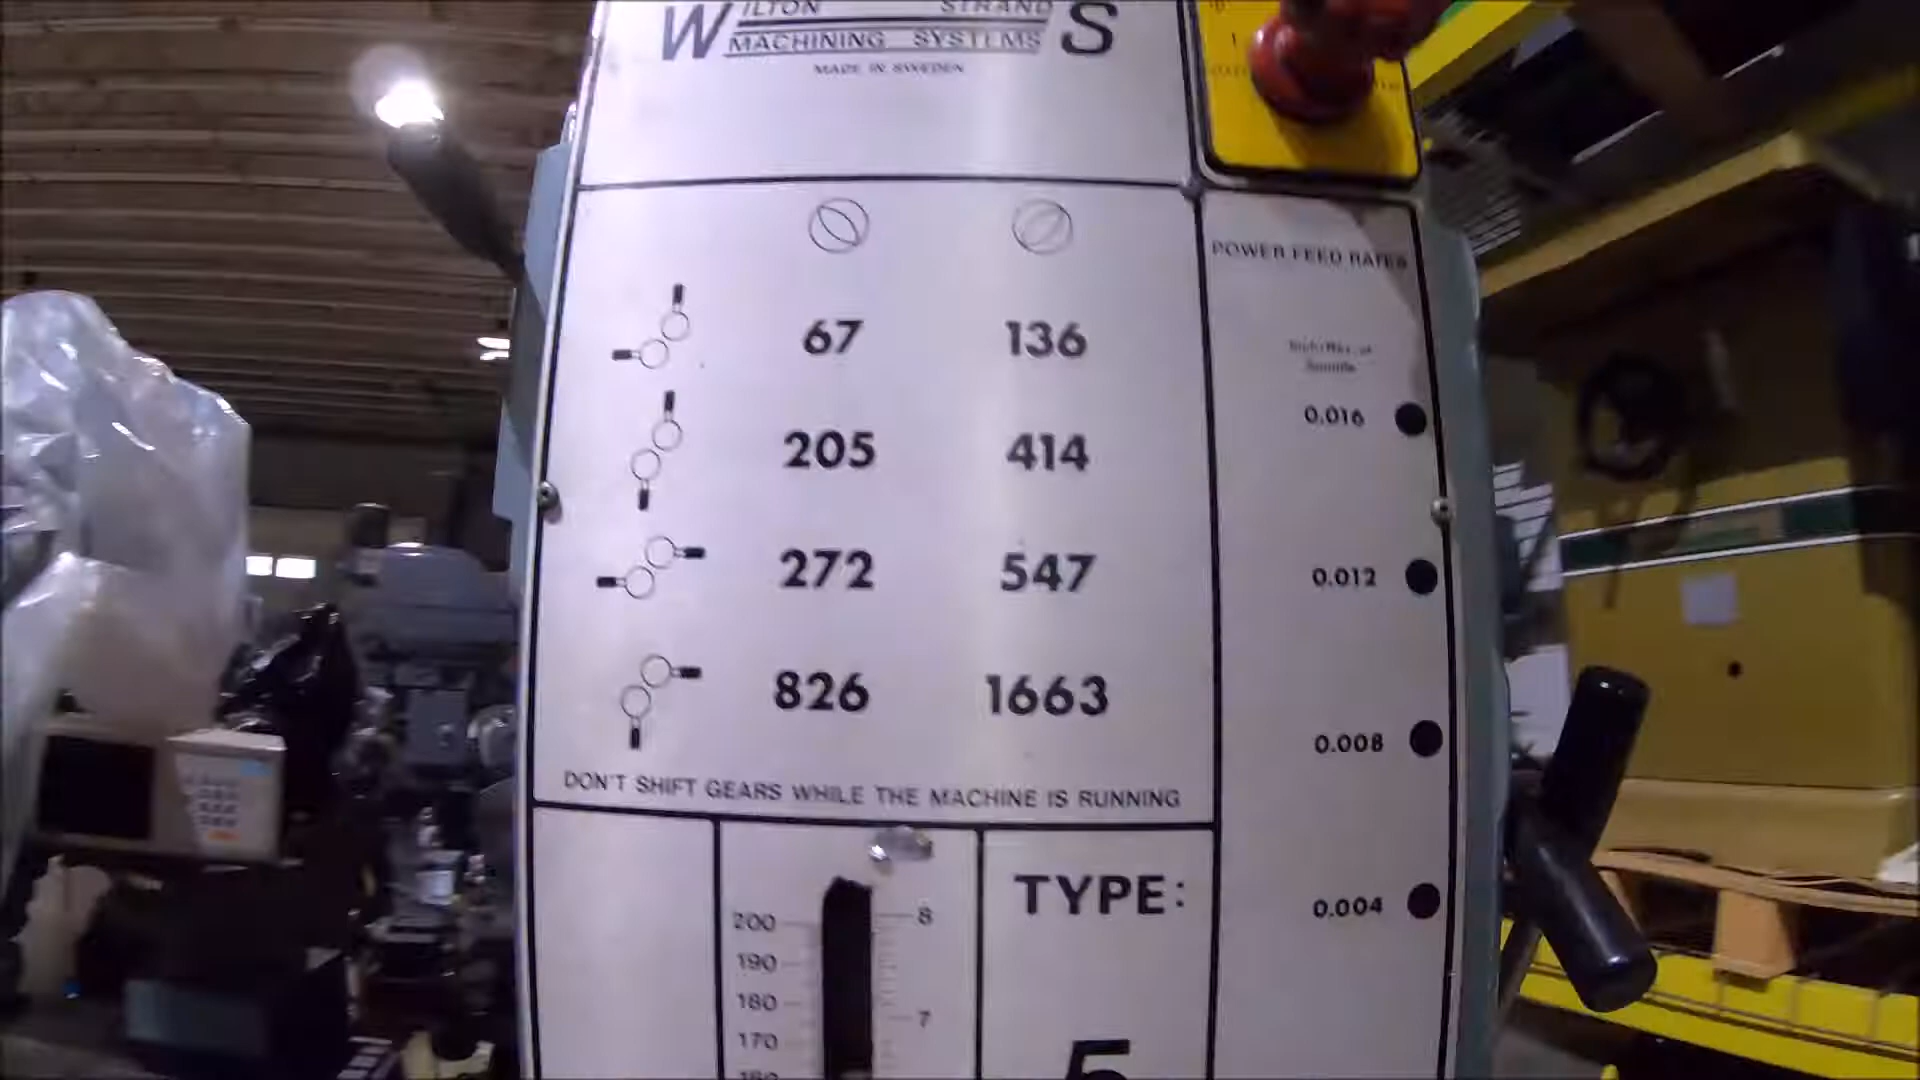 WILTON STRAND S
MACHINING SYSTEMS
MADE IN SWEDEN
POWER FEED RATES
67 136
205 414
272 547
826 1663
DON'T SHIFT GEARS WHILE THE MACHINE IS RUNNING
0.016
0.012
0.008
0.004
200 8
190
180 7
170
160
TYPE:
5